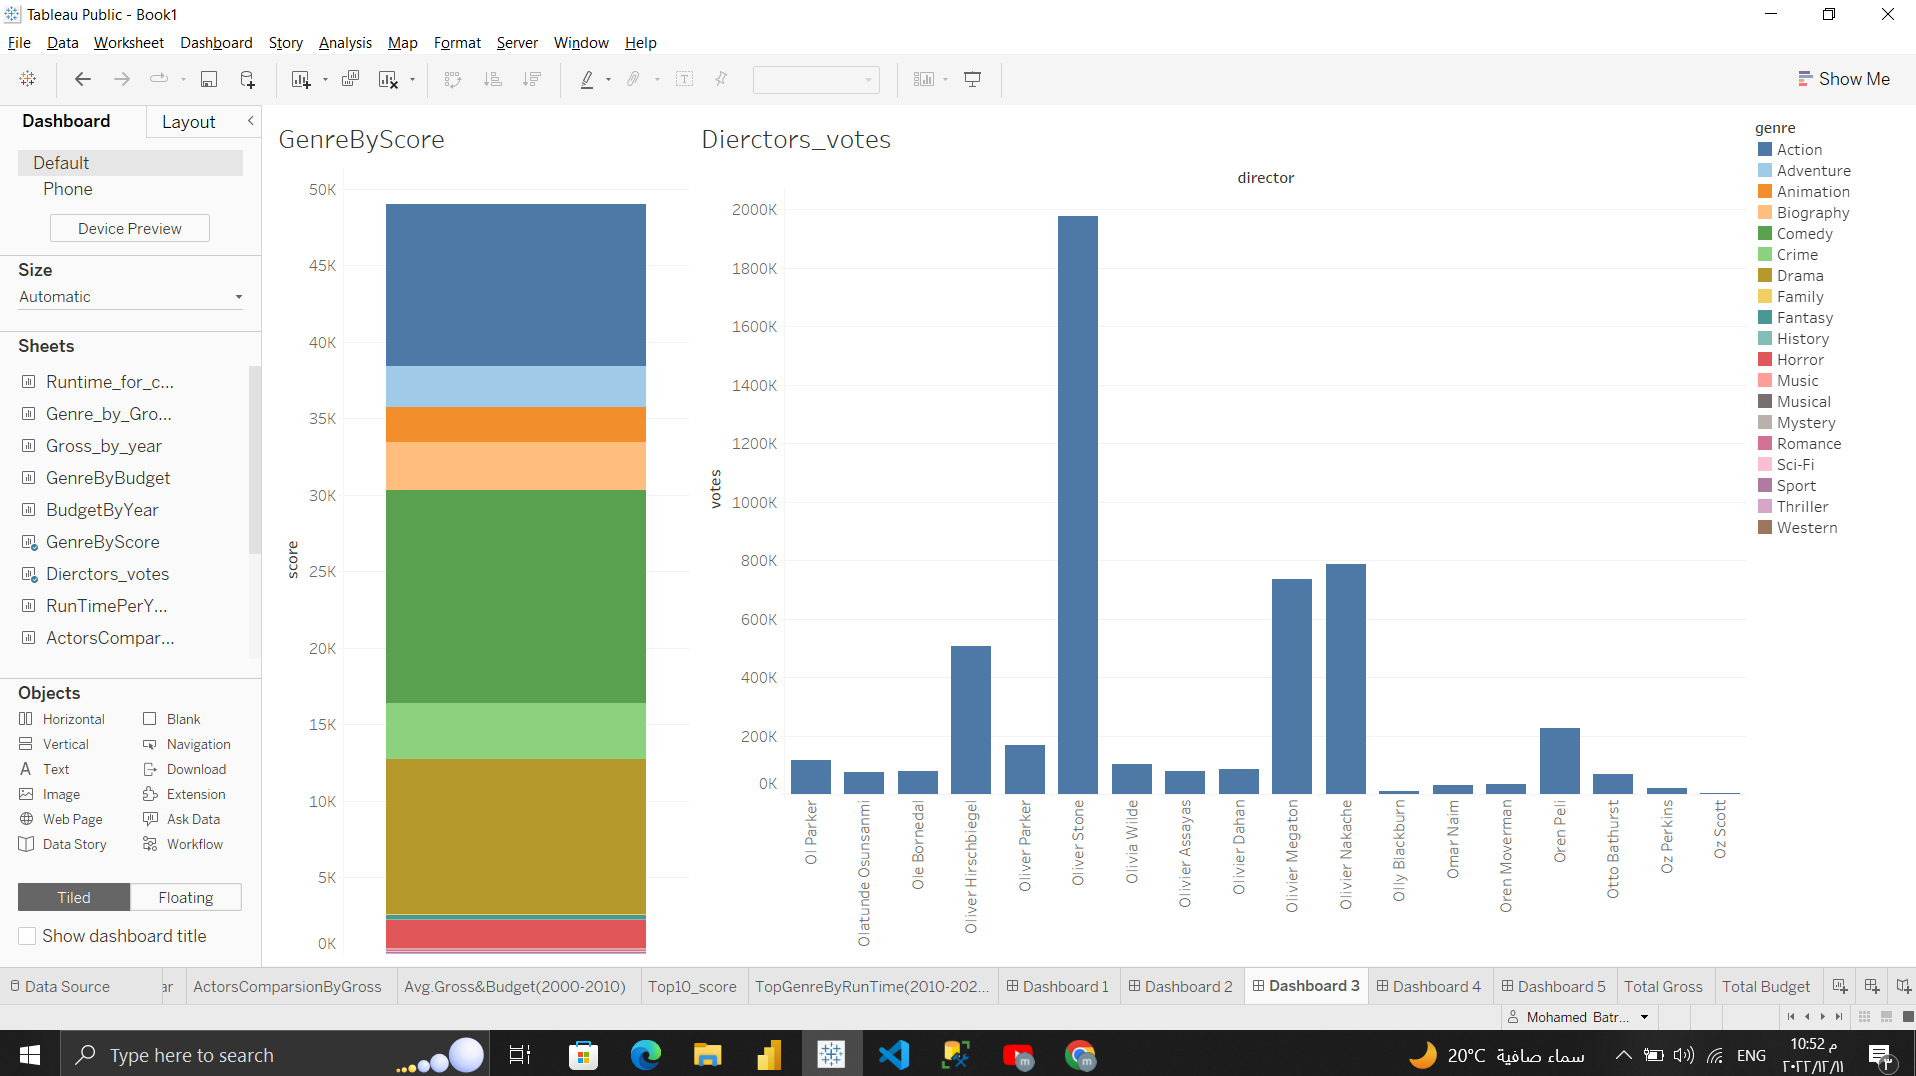 Tableau Public - Book1
File Data Worksheet Dashboard Story Analysis Map Format Server Window Help
Show Me
Dashboard Layout
Default
Phone
Device Preview
Size
Automatic
Sheets
Runtime_for_c...
Genre_by_Gro...
Gross_by_year
GenreByBudget
BudgetByYear
GenreByScore
Dierctors_votes
RunTimePerY...
ActorsCompar...
Objects
Horizontal Blank
Vertical Navigation
Text Download
Image Extension
Web Page Ask Data
Data Story Workflow
Tiled Floating
Show dashboard title
GenreByScore
score
50K
45K
40K
35K
30K
25K
20K
15K
10K
5K
0K
Dierctors_votes
director
votes
2000K
1800K
1600K
1400K
1200K
1000K
800K
600K
400K
200K
0K
Ol Parker
Olatunde Osunsanmi
Ole Bornedal
Oliver Hirschbiegel
Oliver Parker
Oliver Stone
Olivia Wilde
Olivier Assayas
Olivier Dahan
Olivier Megaton
Olivier Nakache
Olly Blackburn
Omar Naim
Oren Moverman
Oren Peli
Otto Bathurst
Oz Perkins
Oz Scott
genre
Action
Adventure
Animation
Biography
Comedy
Crime
Drama
Family
Fantasy
History
Horror
Music
Musical
Mystery
Romance
Sci-Fi
Sport
Thriller
Western
Data Source ar ActorsComparsionByGross Avg.Gross&Budget(2000-2010) Top10_score TopGenreByRunTime(2010-202... Dashboard 1 Dashboard 2 Dashboard 3 Dashboard 4 Dashboard 5 Total Gross Total Budget
Mohamed Batr...
Type here to search
20°C سماء صافية
ENG
10:52 م
٢٠٢٢/١٢/١١
٣